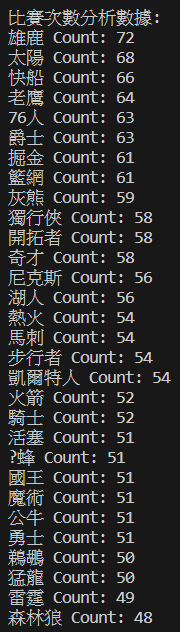 比賽次數分析數據:
雄鹿 Count: 72
太陽 Count: 68
快船 Count: 66
老鷹 Count: 64
76人 Count: 63
爵士 Count: 63
掘金 Count: 61
籃網 Count: 61
灰熊 Count: 59
獨行俠 Count: 58
開拓者 Count: 58
奇才 Count: 58
尼克斯 Count: 56
湖人 Count: 56
熱火 Count: 54
馬刺 Count: 54
步行者 Count: 54
凱爾特人 Count: 54
火箭 Count: 52
騎士 Count: 52
活塞 Count: 51
?蜂 Count: 51
國王 Count: 51
魔術 Count: 51
公牛 Count: 51
勇士 Count: 51
鵜鶘 Count: 50
猛龍 Count: 50
雷霆 Count: 49
森林狼 Count: 48